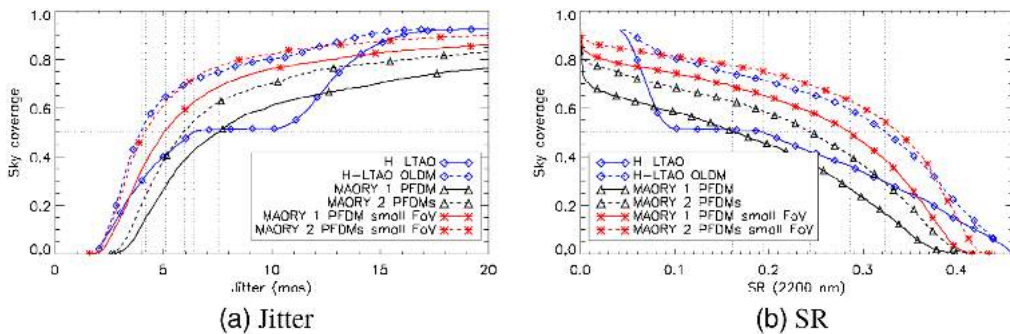 1.0
0.8
0.6
0.4
0.2
0.0
Sky coverage
H LTAO
H-LTAO OLDM
MAORY 1 PFDM
MAORY 2 PFDMs
MAORY 1 PFDM small FoV
MAORY 2 PFDMs small FoV
0 5 10 15 20
Jitter (mas)
(a) Jitter
1.0
0.8
0.6
0.4
0.2
0.0
Sky coverage
H LTAO
H-LTAO OLDM
MAORY 1 PFDM
MAORY 2 PFDMs
MAORY 1 PFDM small FoV
MAORY 2 PFDMs small FoV
0.0 0.1 0.2 0.3 0.4
SR (2200 nm)
(b) SR